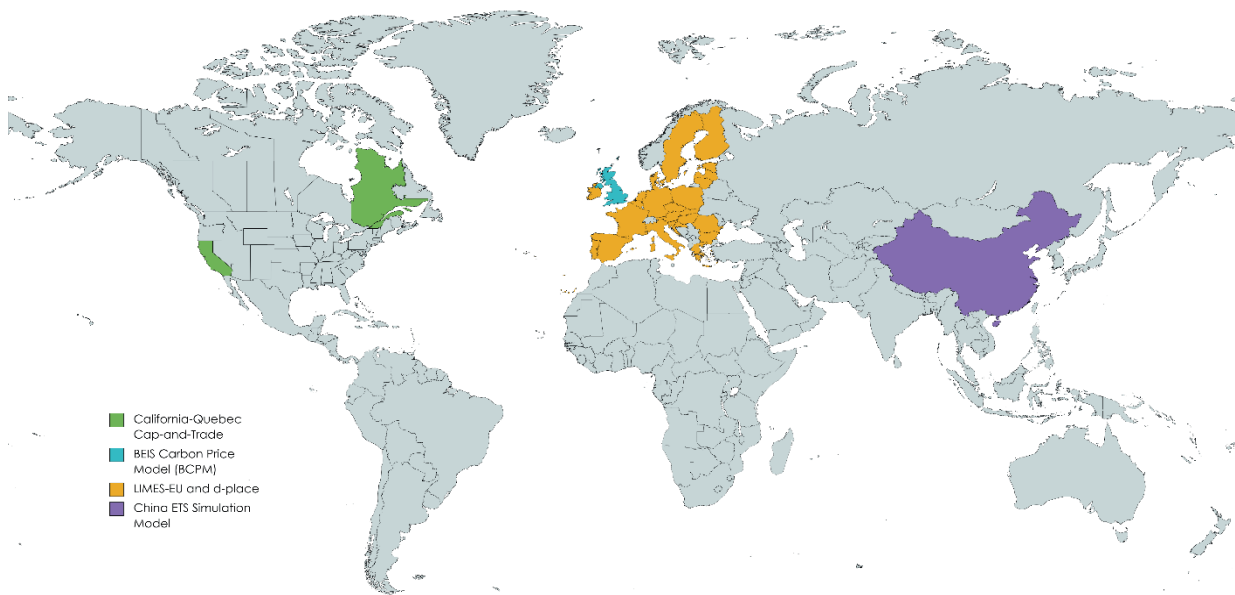 California-Quebec
Cap-and-Trade
BEIS Carbon Price
Model (BCPM)
LIMES-EU and d-place
China ETS Simulation
Model